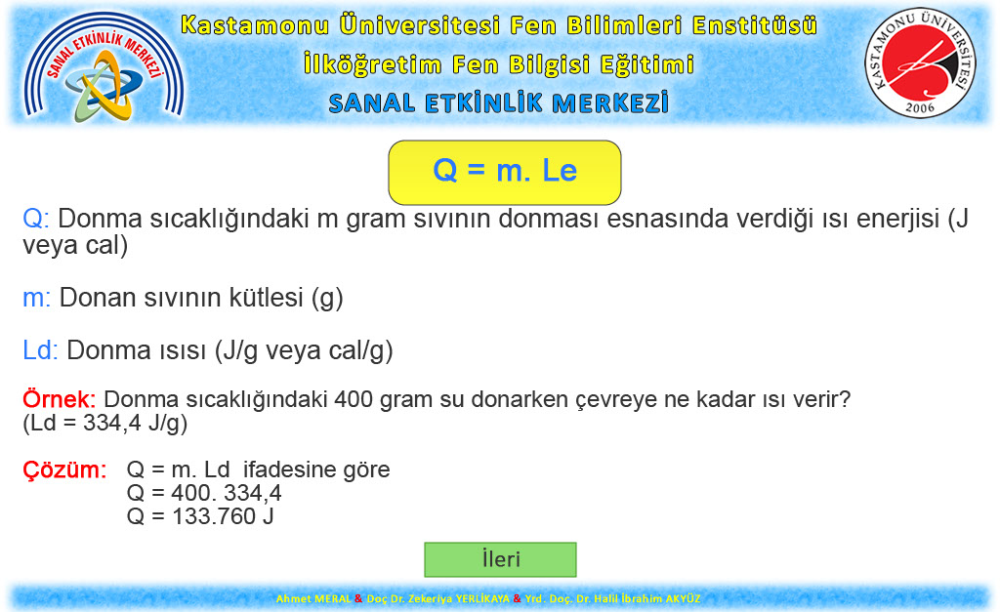 Kastamonu Üniversitesi Fen Bilimleri Enstitüsü
İlköğretim Fen Bilgisi Eğitimi
SANAL ETKİNLİK MERKEZİ
SANAL ETKİNLİK MERKEZİ
KASTAMONU ÜNİVERSİTESİ
2006
Q = m. Le
Q: Donma sıcaklığındaki m gram sıvının donması esnasında verdiği ısı enerjisi (J
veya cal)
m: Donan sıvının kütlesi (g)
Ld: Donma ısısı (J/g veya cal/g)
Örnek: Donma sıcaklığındaki 400 gram su donarken çevreye ne kadar ısı verir?
(Ld = 334,4 J/g)
Çözüm: Q = m. Ld ifadesine göre
Q = 400. 334,4
Q = 133.760 J
İleri
Ahmet MERAL & Doç Dr. Zekeriya YERLİKAYA & Yrd. Doç. Dr. Halil İbrahim AKYÜZ